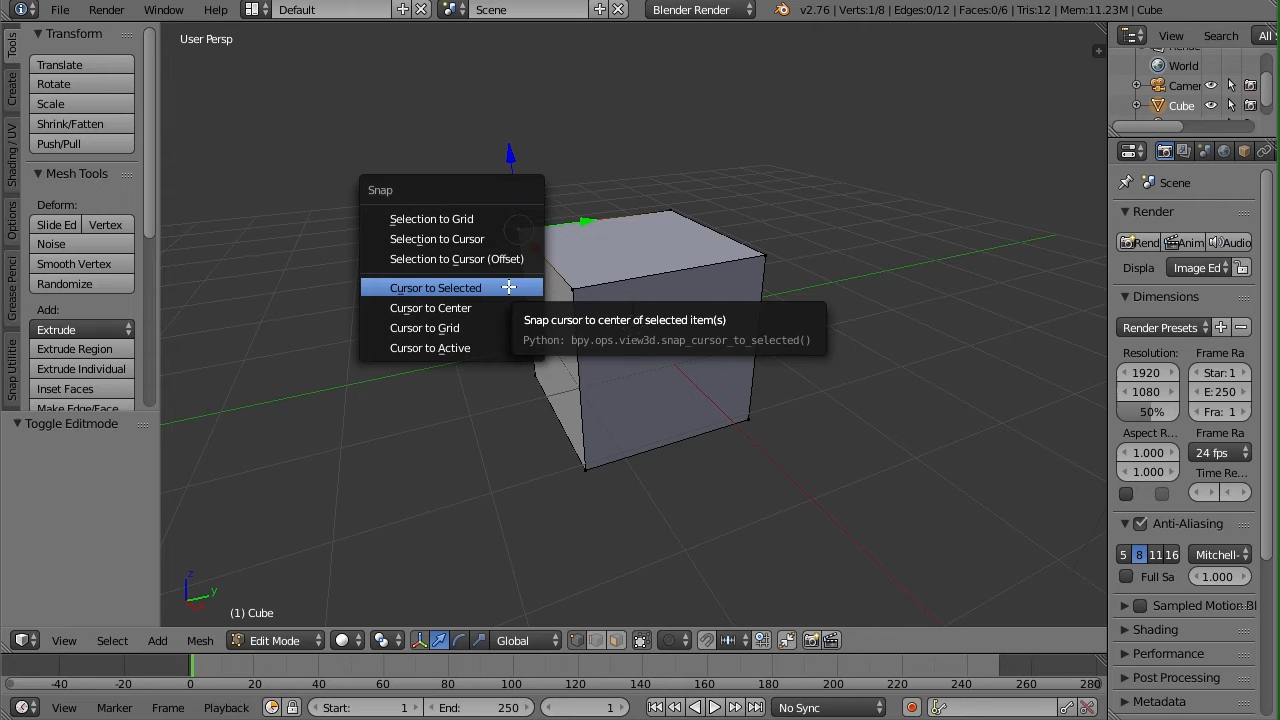 File
Render
Window
Help
Default
Scene
Blender Render
v2.76 | Verts:1/8 | Edges:0/12 | Faces:0/6 | Tris:12 | Mem:11.23M | Cube
Tools
Create
Shading / UV
Options
Grease Penci
Snap Utilitie
Transform
Translate
Rotate
Scale
Shrink/Fatten
Push/Pull
Mesh Tools
Deform:
Slide Ed
Vertex
Noise
Smooth Vertex
Randomize
Add:
Extrude
Extrude Region
Extrude Individual
Inset Faces
Make Edge/Face
Toggle Editmode
User Persp
Snap
Selection to Grid
Selection to Cursor
Selection to Cursor (Offset)
Cursor to Selected
Cursor to Center
Cursor to Grid
Cursor to Active
Snap cursor to center of selected item(s)
Python: bpy.ops.view3d.snap_cursor_to_selected()
z
y
(1) Cube
View
Search
All S
World
Camer
Cube
Scene
Render
Rend
Anim
Audio
Displa
Image Ed
Dimensions
Render Presets
Resolution:
Frame Ra
1920
Start: 1
1080
E: 250
50%
Fra: 1
Aspect R...
Frame Ra
1.000
24 fps
1.000
Time Re...
Anti-Aliasing
5
8
11
16
Mitchell-
Full Sa
1.000
Sampled Motion Bl
Shading
Performance
Post Processing
Metadata
View
Select
Add
Mesh
Edit Mode
Global
-40
-20
0
20
40
60
80
100
120
140
160
180
200
220
240
260
280
View
Marker
Frame
Playback
Start:
1
End:
250
1
No Sync